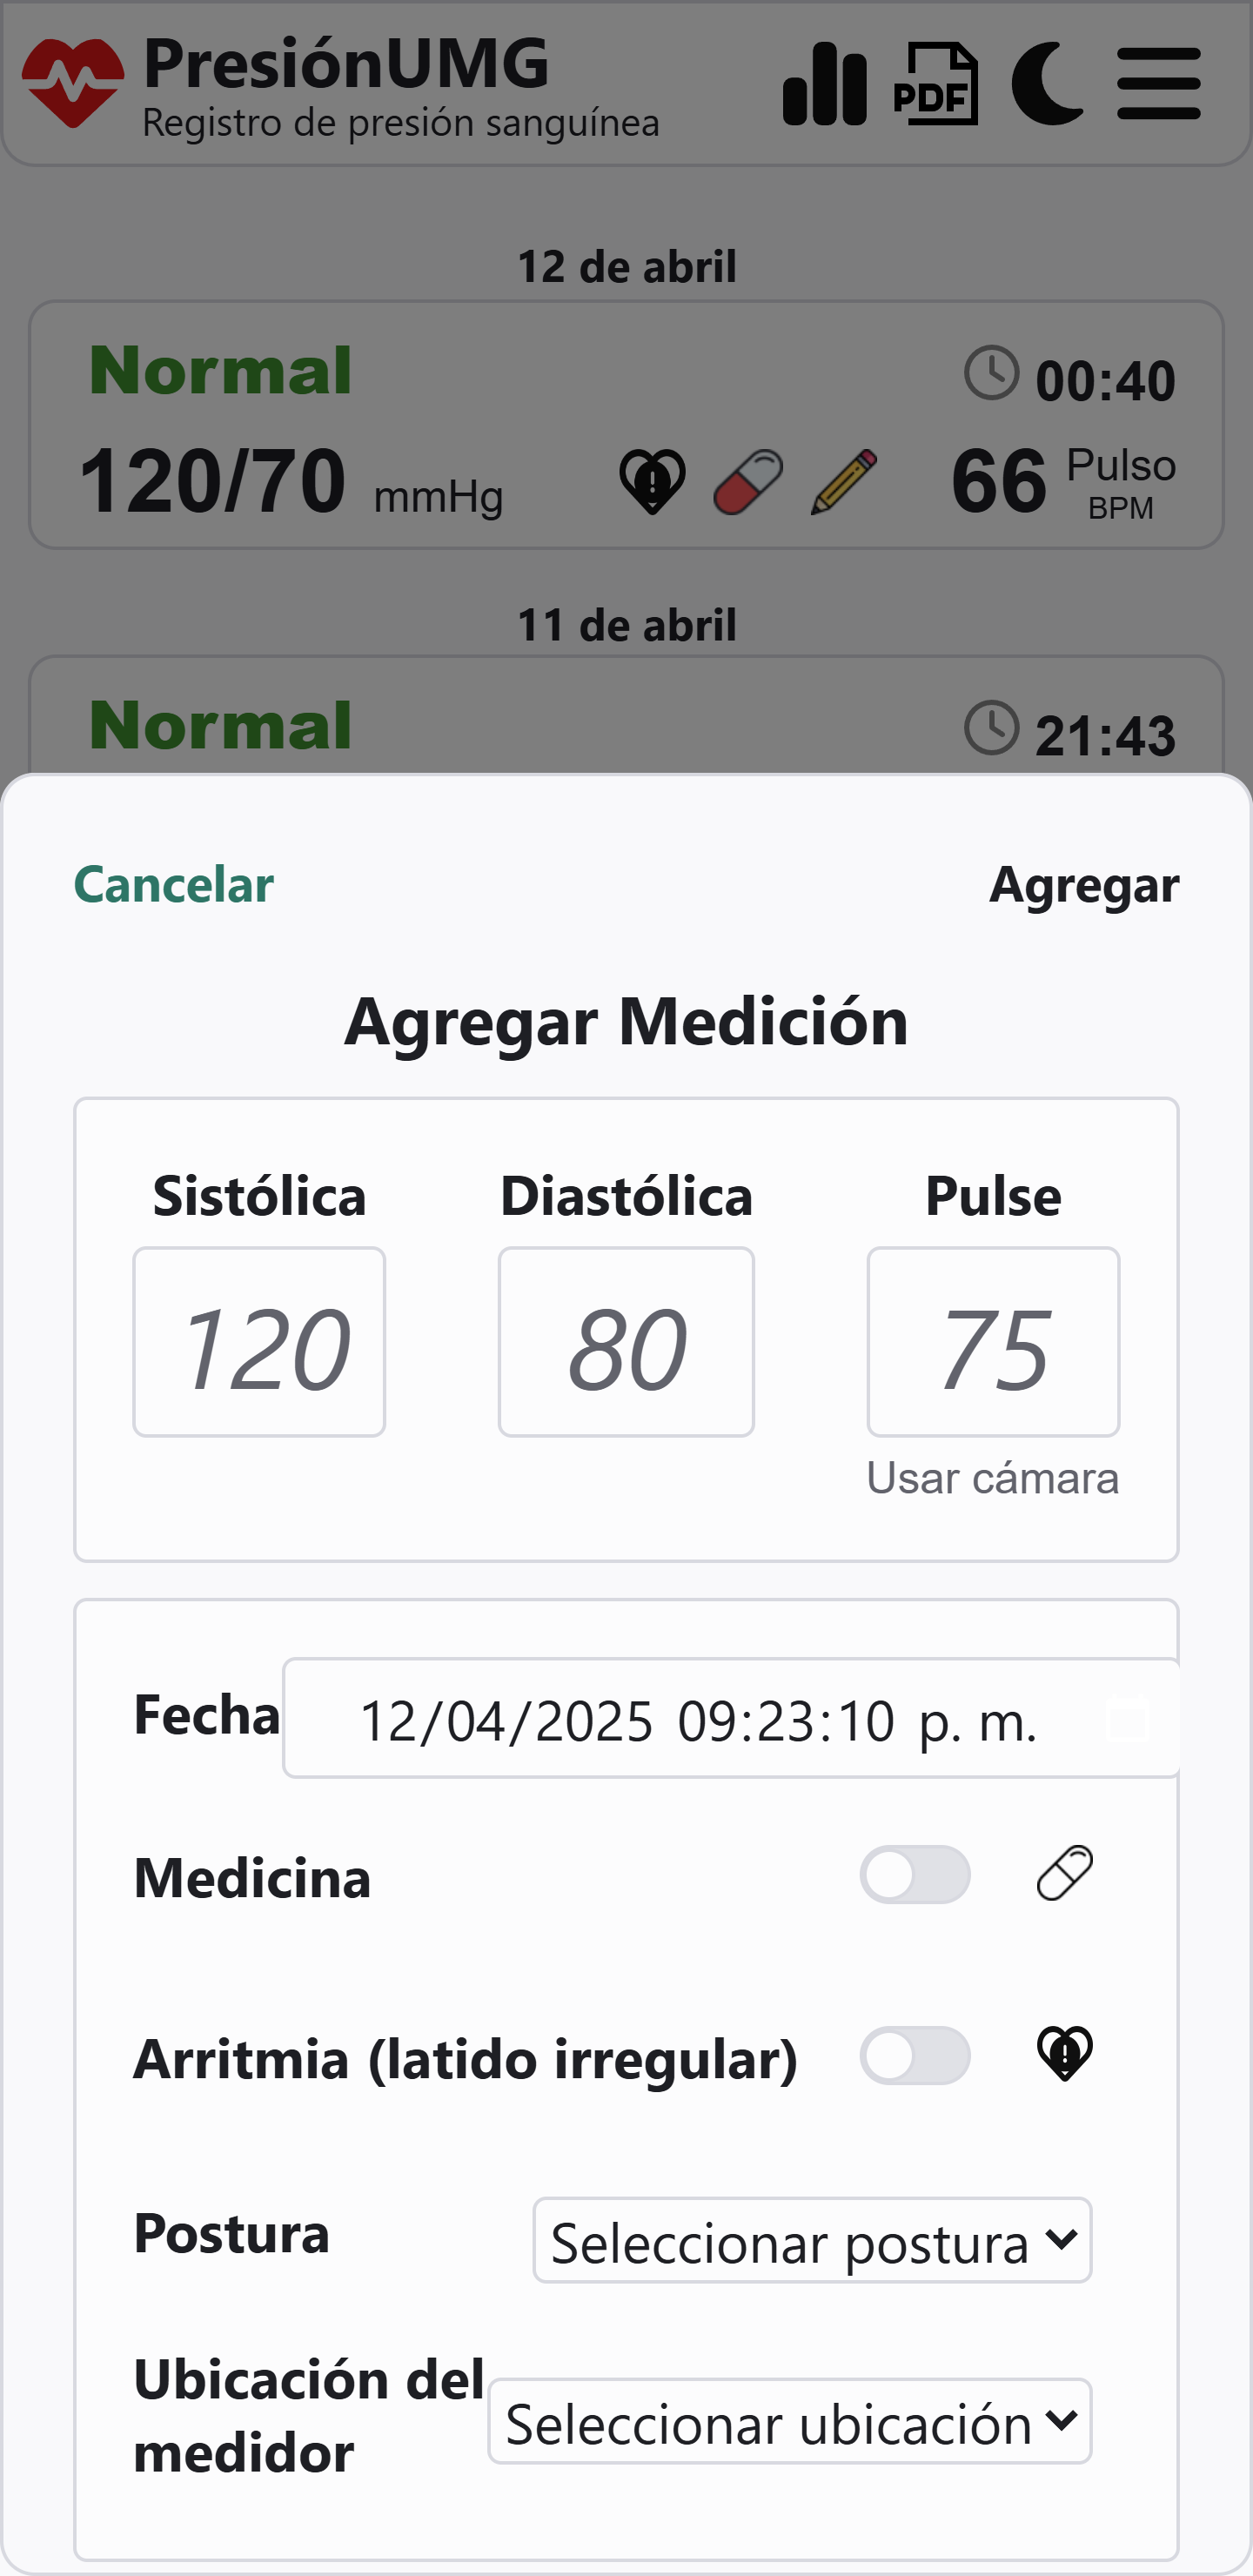 PresiónUMG
Registro de presión sanguínea
PDF
12 de abril
Normal
00:40
120/70 mmHg
66 Pulso
BPM
11 de abril
Normal
21:43
Cancelar
Agregar
Agregar Medición
Sistólica
Diastólica
Pulse
120
80
75
Usar cámara
Fecha
12/04/2025 09:23:10 p. m.
Medicina
Arritmia (latido irregular)
Postura
Seleccionar postura
Ubicación del
medidor
Seleccionar ubicación